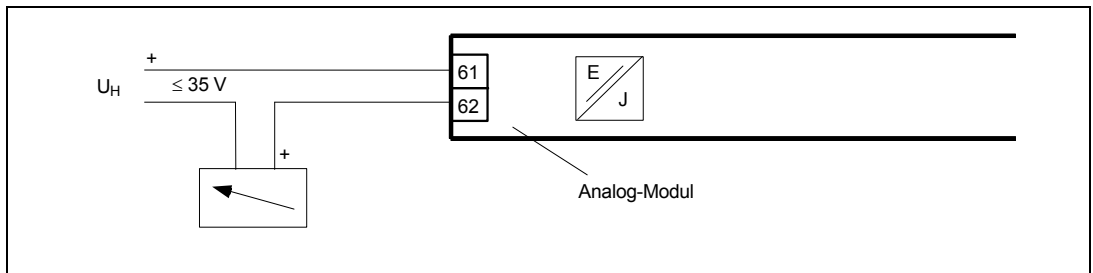 +
U_H
≤ 35 V
61
62
E
J
+
Analog-Modul